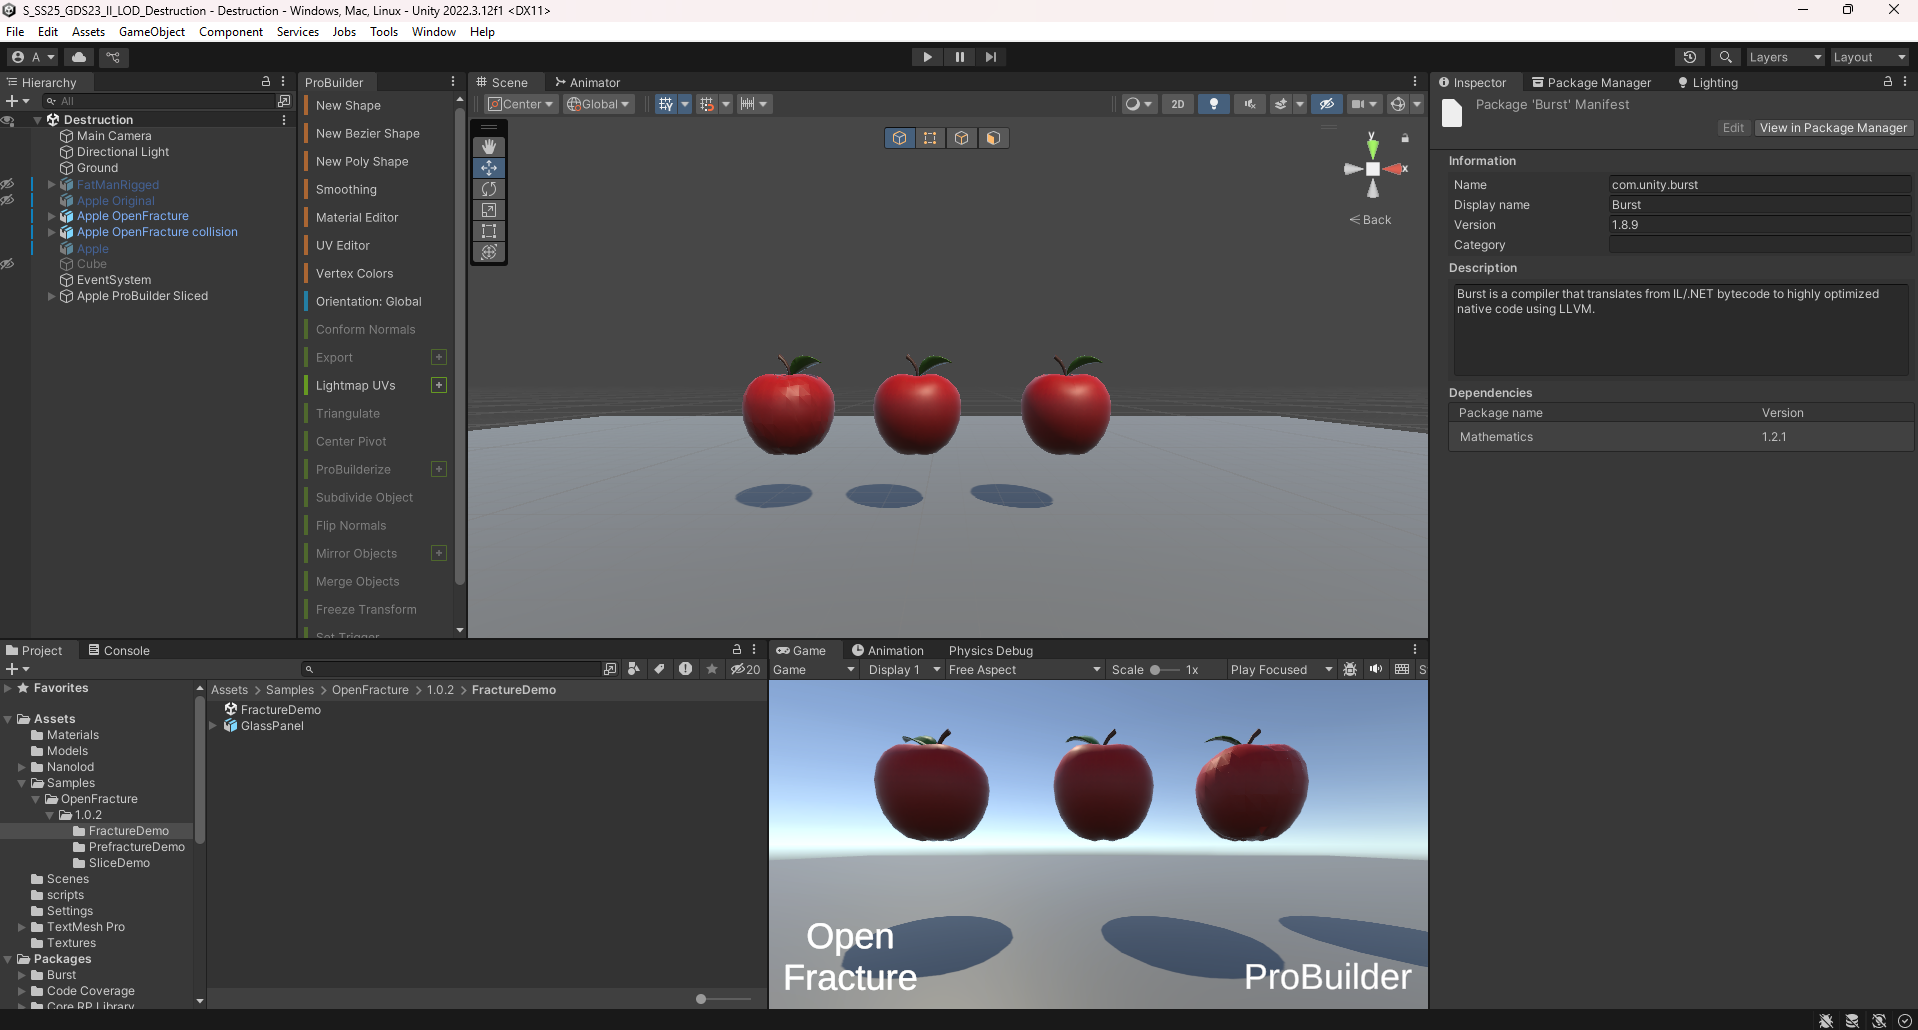 S_SS25_GDS23_II_LOD_Destruction - Destruction - Windows, Mac, Linux - Unity 2022.3.12f1 <DX11>
File Edit Assets GameObject Component Services Jobs Tools Window Help
A
Layers
Layout
Hierarchy
All
Destruction
Main Camera
Directional Light
Ground
FatManRigged
Apple Original
Apple OpenFracture
Apple OpenFracture collision
Apple
Cube
EventSystem
Apple ProBuilder Sliced
ProBuilder
New Shape
New Bezier Shape
New Poly Shape
Smoothing
Material Editor
UV Editor
Vertex Colors
Orientation: Global
Conform Normals
Export
Lightmap UVs
Triangulate
Center Pivot
ProBuilderize
Subdivide Object
Flip Normals
Mirror Objects
Merge Objects
Freeze Transform
Set Trigger
Scene Animator
Center Global
2D
y
x
< Back
Inspector Package Manager Lighting
Package 'Burst' Manifest
Edit View in Package Manager
Information
Name com.unity.burst
Display name Burst
Version 1.8.9
Category
Description
Burst is a compiler that translates from IL/.NET bytecode to highly optimized
native code using LLVM.
Dependencies
Package name Version
Mathematics 1.2.1
Project Console
20
Favorites
Assets
Materials
Models
Nanolod
Samples
OpenFracture
1.0.2
FractureDemo
PrefractureDemo
SliceDemo
Scenes
scripts
Settings
TextMesh Pro
Textures
Packages
Burst
Code Coverage
Core RP Library
Assets > Samples > OpenFracture > 1.0.2 > FractureDemo
FractureDemo
GlassPanel
Game Animation Physics Debug
Game Display 1 Free Aspect Scale 1x Play Focused S
Open
Fracture
ProBuilder